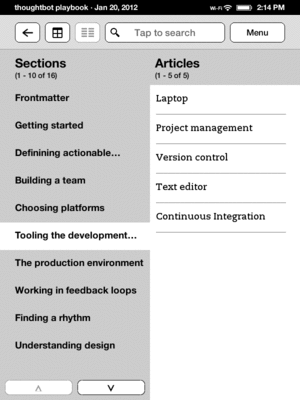 thoughtbot playbook · Jan 20, 2012
Wi-Fi 2:14 PM
Tap to search
Menu
Sections
(1 - 10 of 16)
Frontmatter
Getting started
Definining actionable...
Building a team
Choosing platforms
Tooling the development...
The production environment
Working in feedback loops
Finding a rhythm
Understanding design
Articles
(1 - 5 of 5)
Laptop
Project management
Version control
Text editor
Continuous Integration